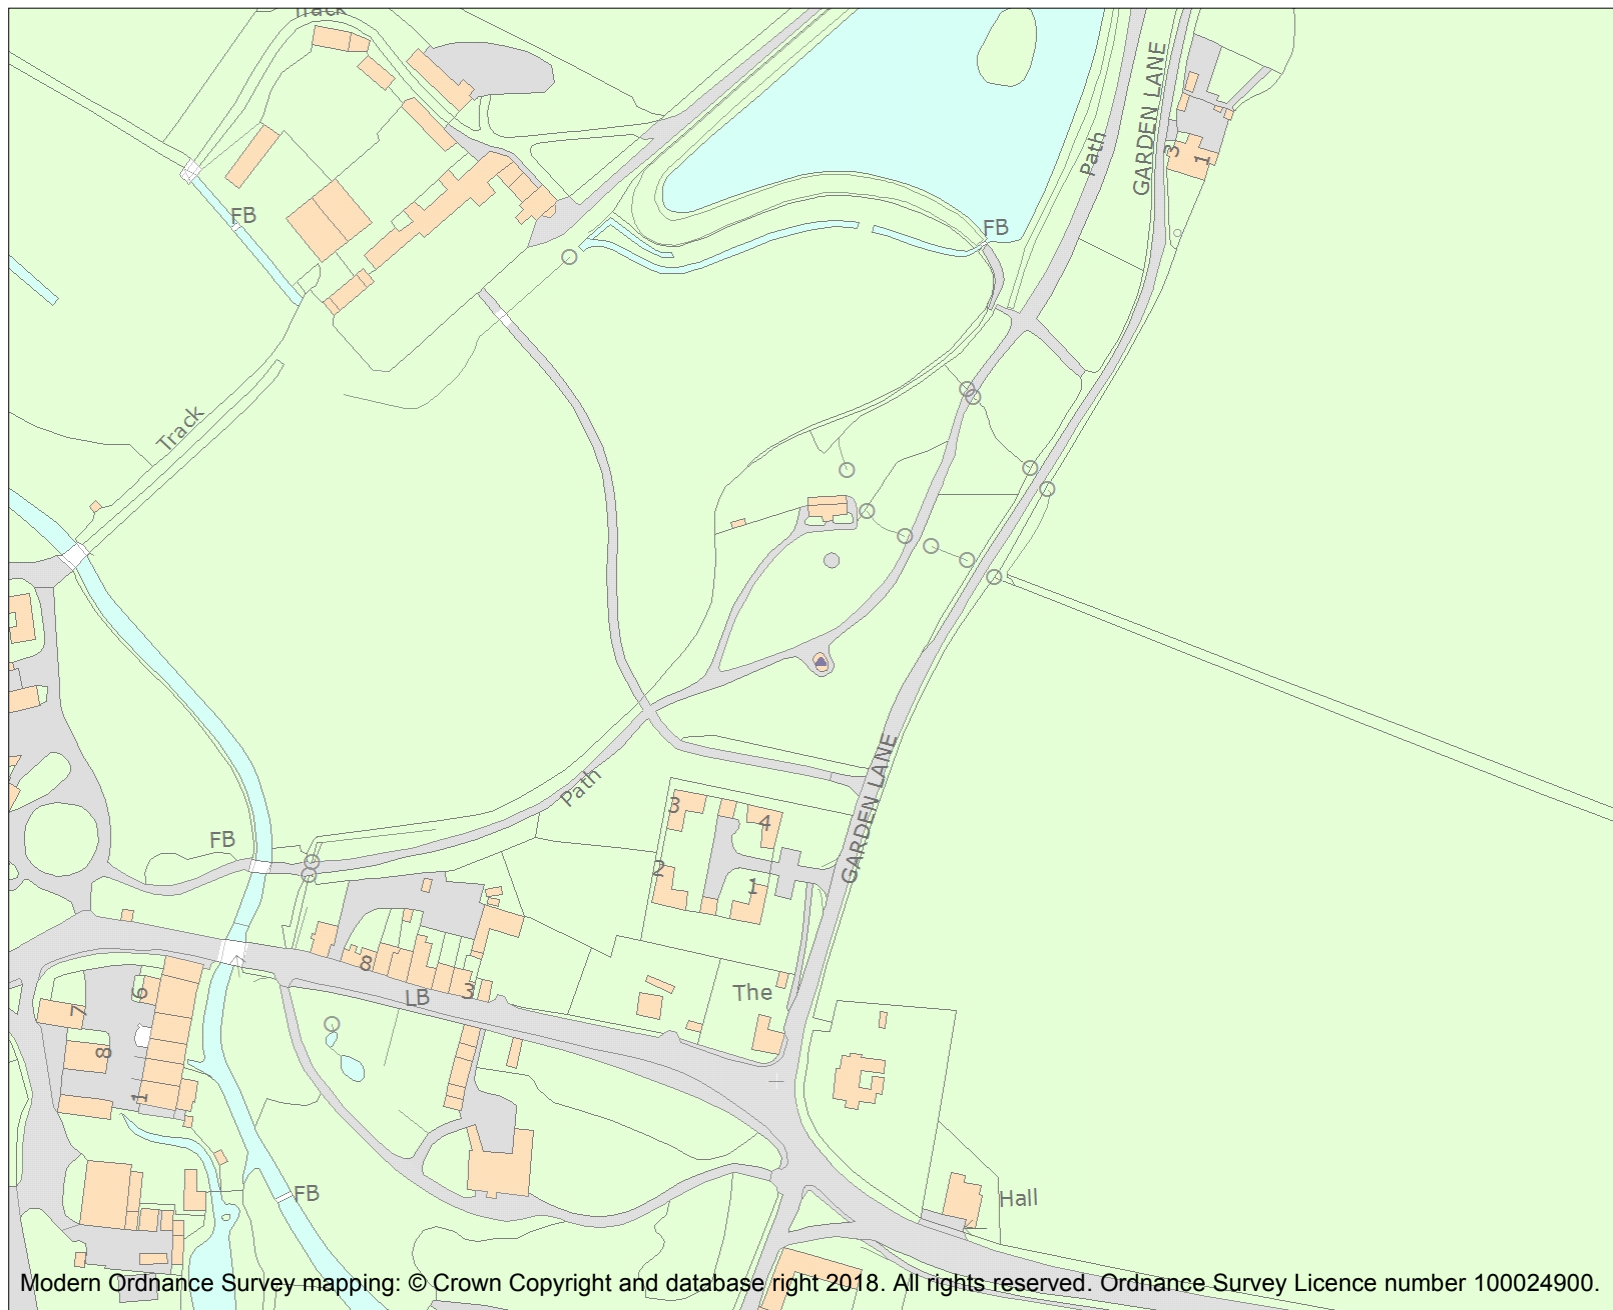 Track
GARDEN LANE
Path
3
1
FB
FB
Track
GARDEN LANE
Path
3
4
FB
2
1
8
The
6
3
LB
7
8
1
FB
Hall
Modern Ordnance Survey mapping: © Crown Copyright and database right 2018. All rights reserved. Ordnance Survey Licence number 100024900.